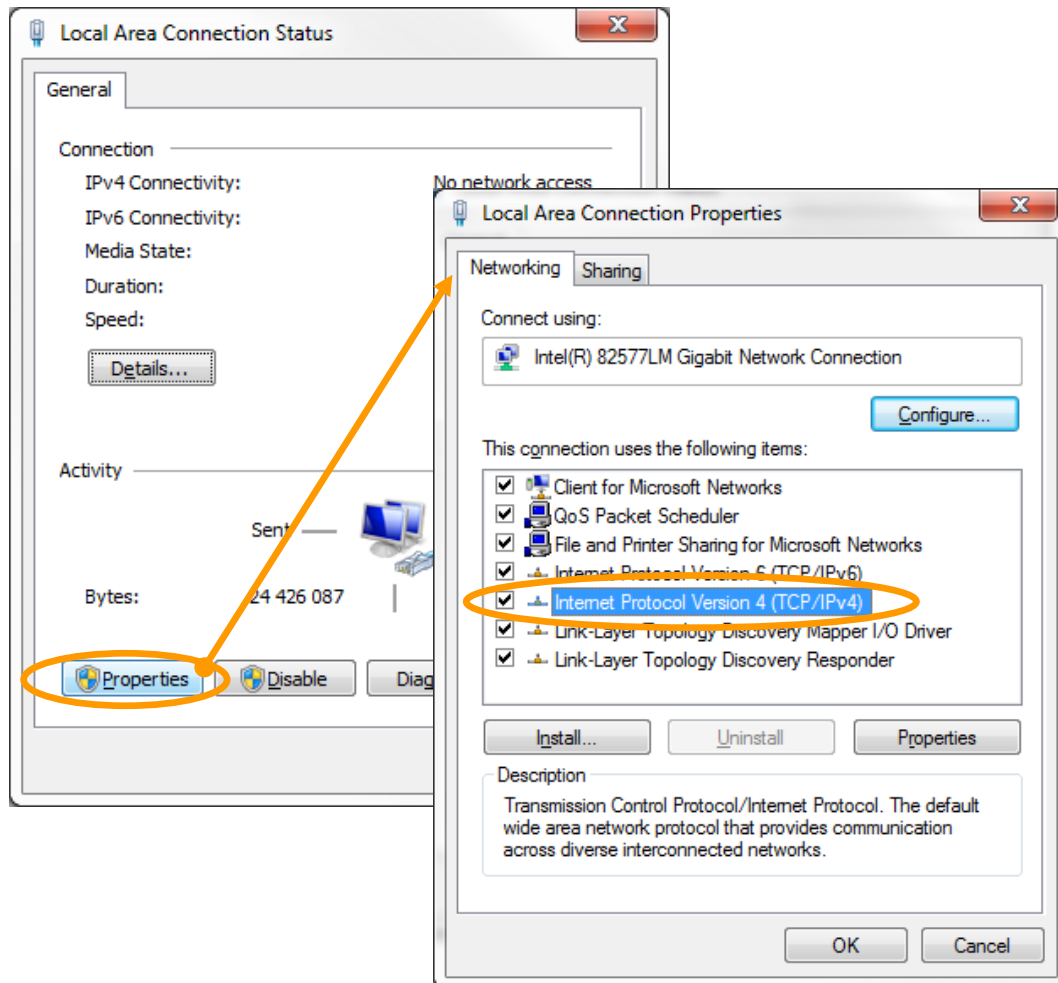 Local Area Connection Status
General
Connection
IPv4 Connectivity: No network access
IPv6 Connectivity:
Media State:
Duration:
Speed:
Details...
Activity
Sent
Bytes: 24 426 087
Properties Disable Diag
Local Area Connection Properties
Networking Sharing
Connect using:
Intel(R) 82577LM Gigabit Network Connection
Configure...
This connection uses the following items:
Client for Microsoft Networks
QoS Packet Scheduler
File and Printer Sharing for Microsoft Networks
Internet Protocol Version 6 (TCP/IPv6)
Internet Protocol Version 4 (TCP/IPv4)
Link-Layer Topology Discovery Mapper I/O Driver
Link-Layer Topology Discovery Responder
Install... Uninstall Properties
Description
Transmission Control Protocol/Internet Protocol. The default
wide area network protocol that provides communication
across diverse interconnected networks.
OK Cancel